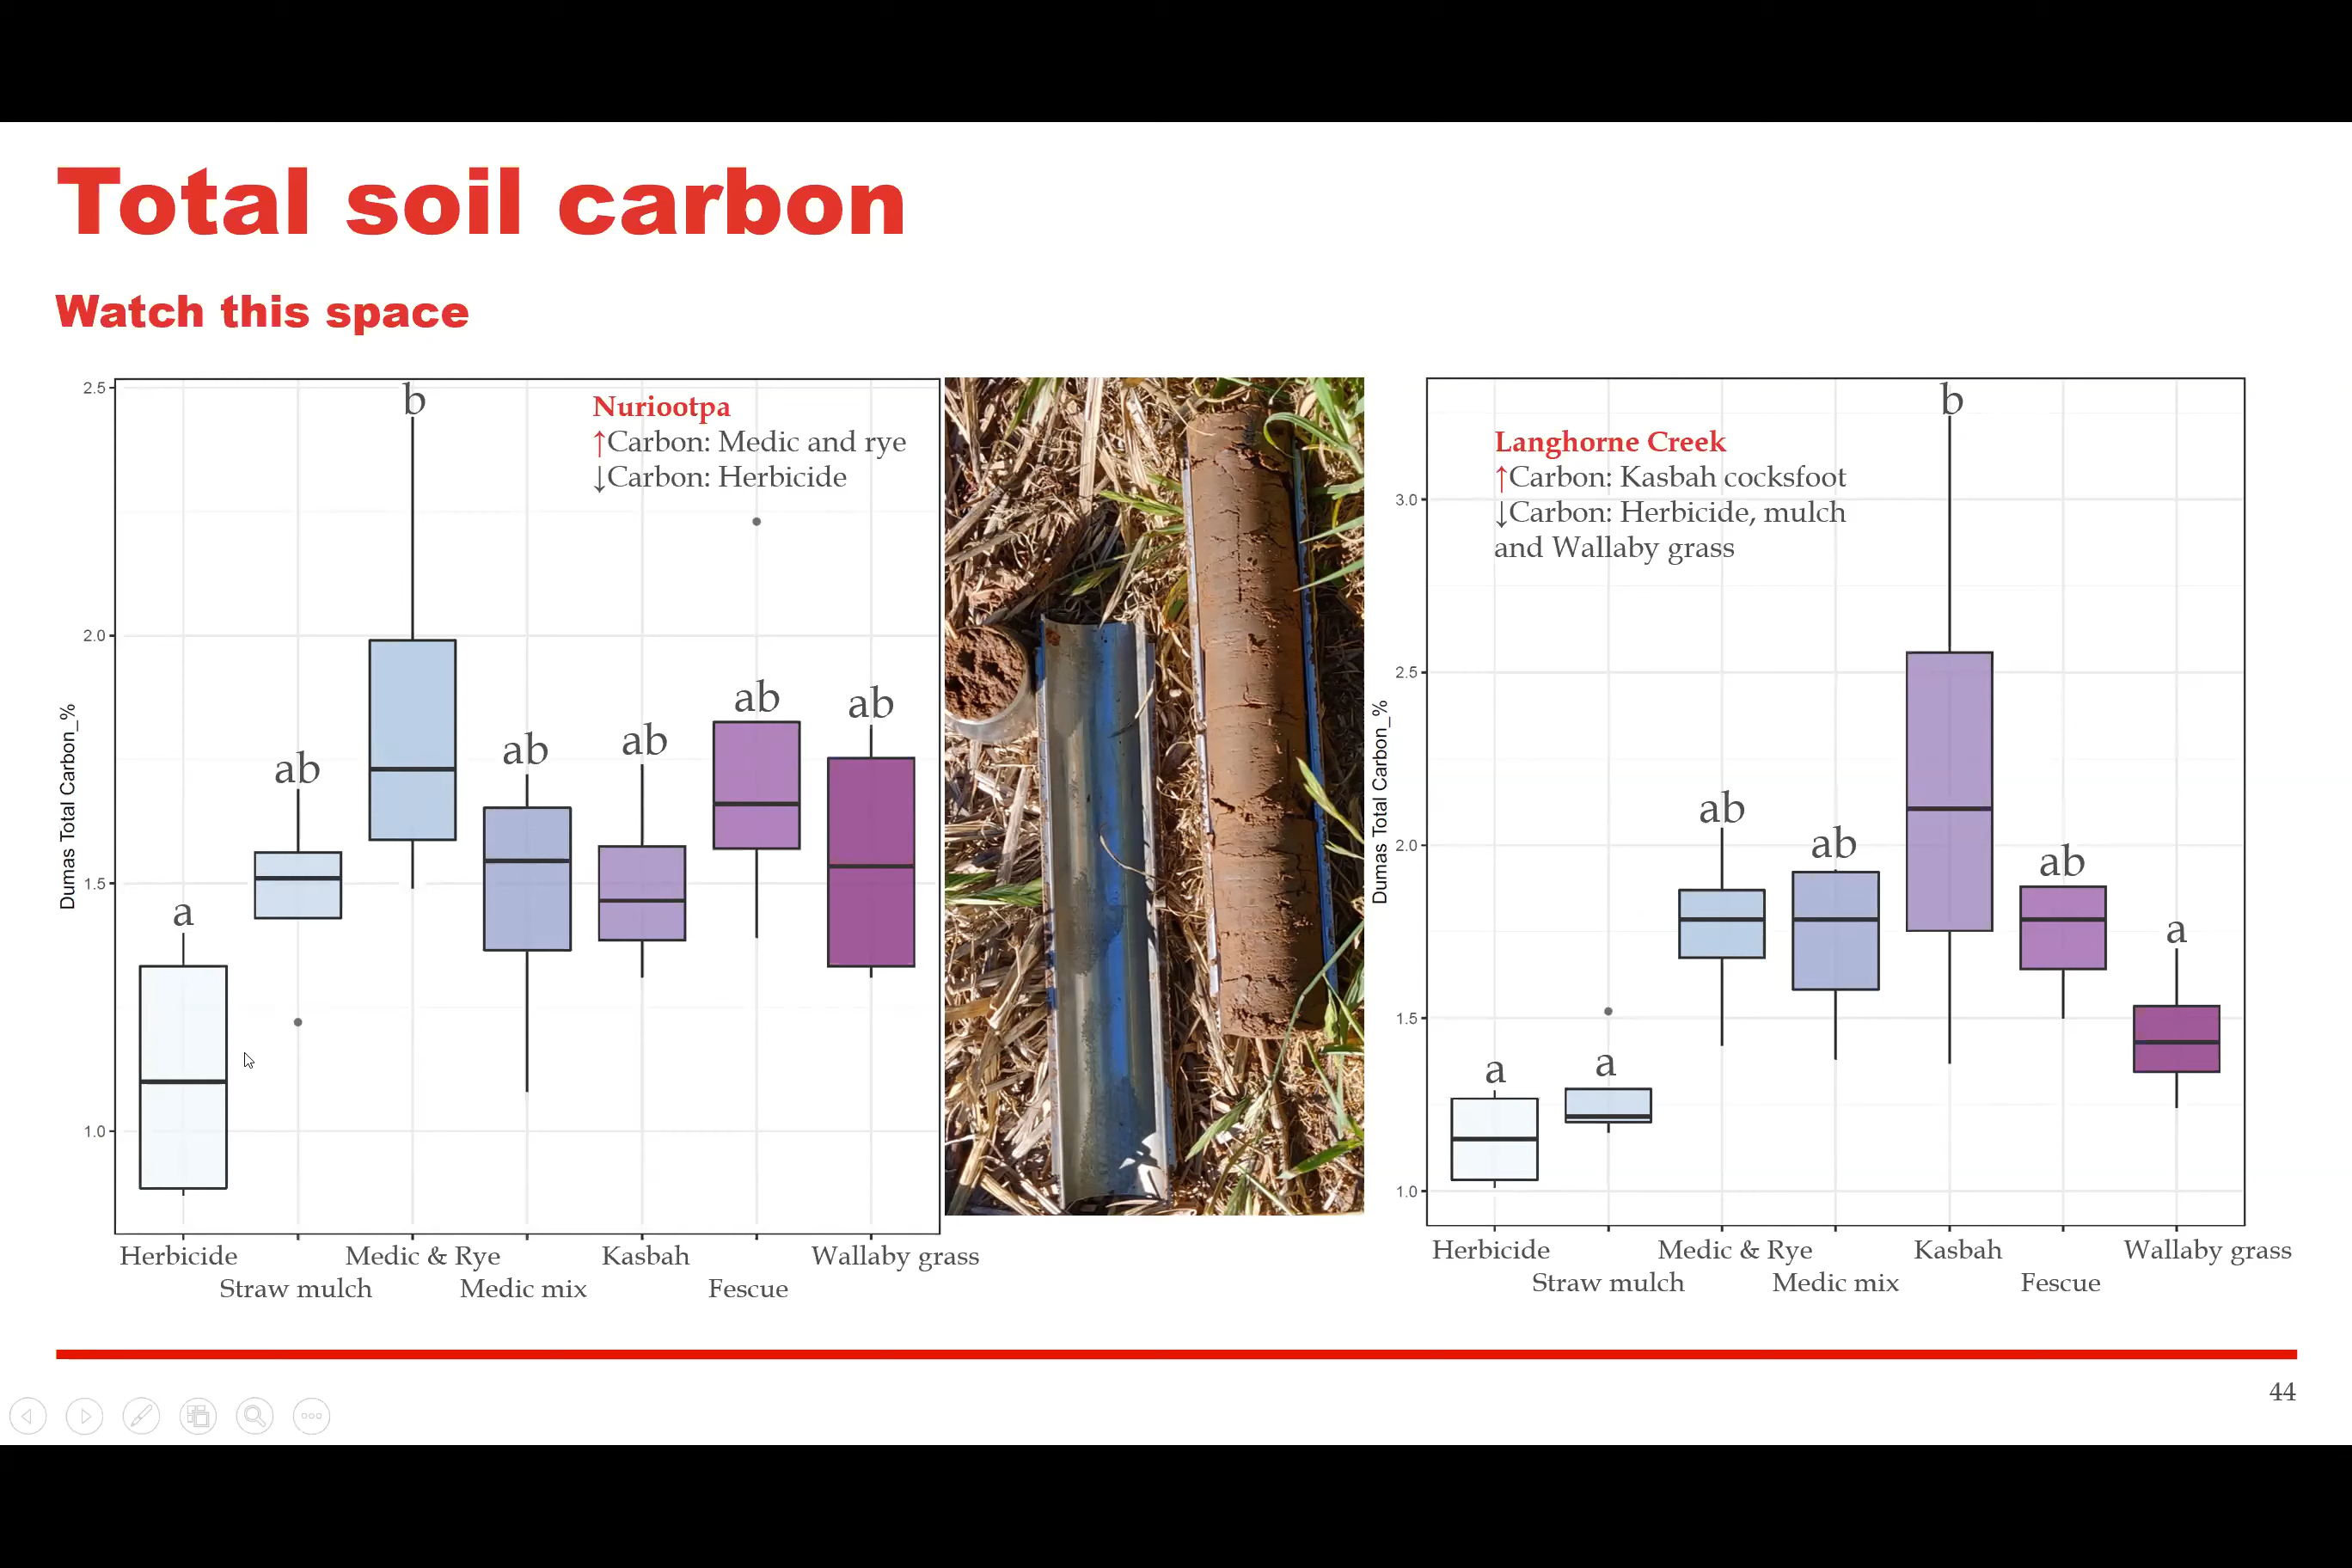 Total soil carbon
Watch this space
Dumas Total Carbon_%
2.5
2.0
1.5
1.0
Nuriootpa
↑Carbon: Medic and rye
↓Carbon: Herbicide
a
ab
b
ab
ab
ab
ab
Herbicide
Straw mulch
Medic & Rye
Medic mix
Kasbah
Fescue
Wallaby grass
Dumas Total Carbon_%
3.0
2.5
2.0
1.5
1.0
Langhorne Creek
↑Carbon: Kasbah cocksfoot
↓Carbon: Herbicide, mulch
and Wallaby grass
a
a
ab
ab
b
ab
a
Herbicide
Straw mulch
Medic & Rye
Medic mix
Kasbah
Fescue
Wallaby grass
44